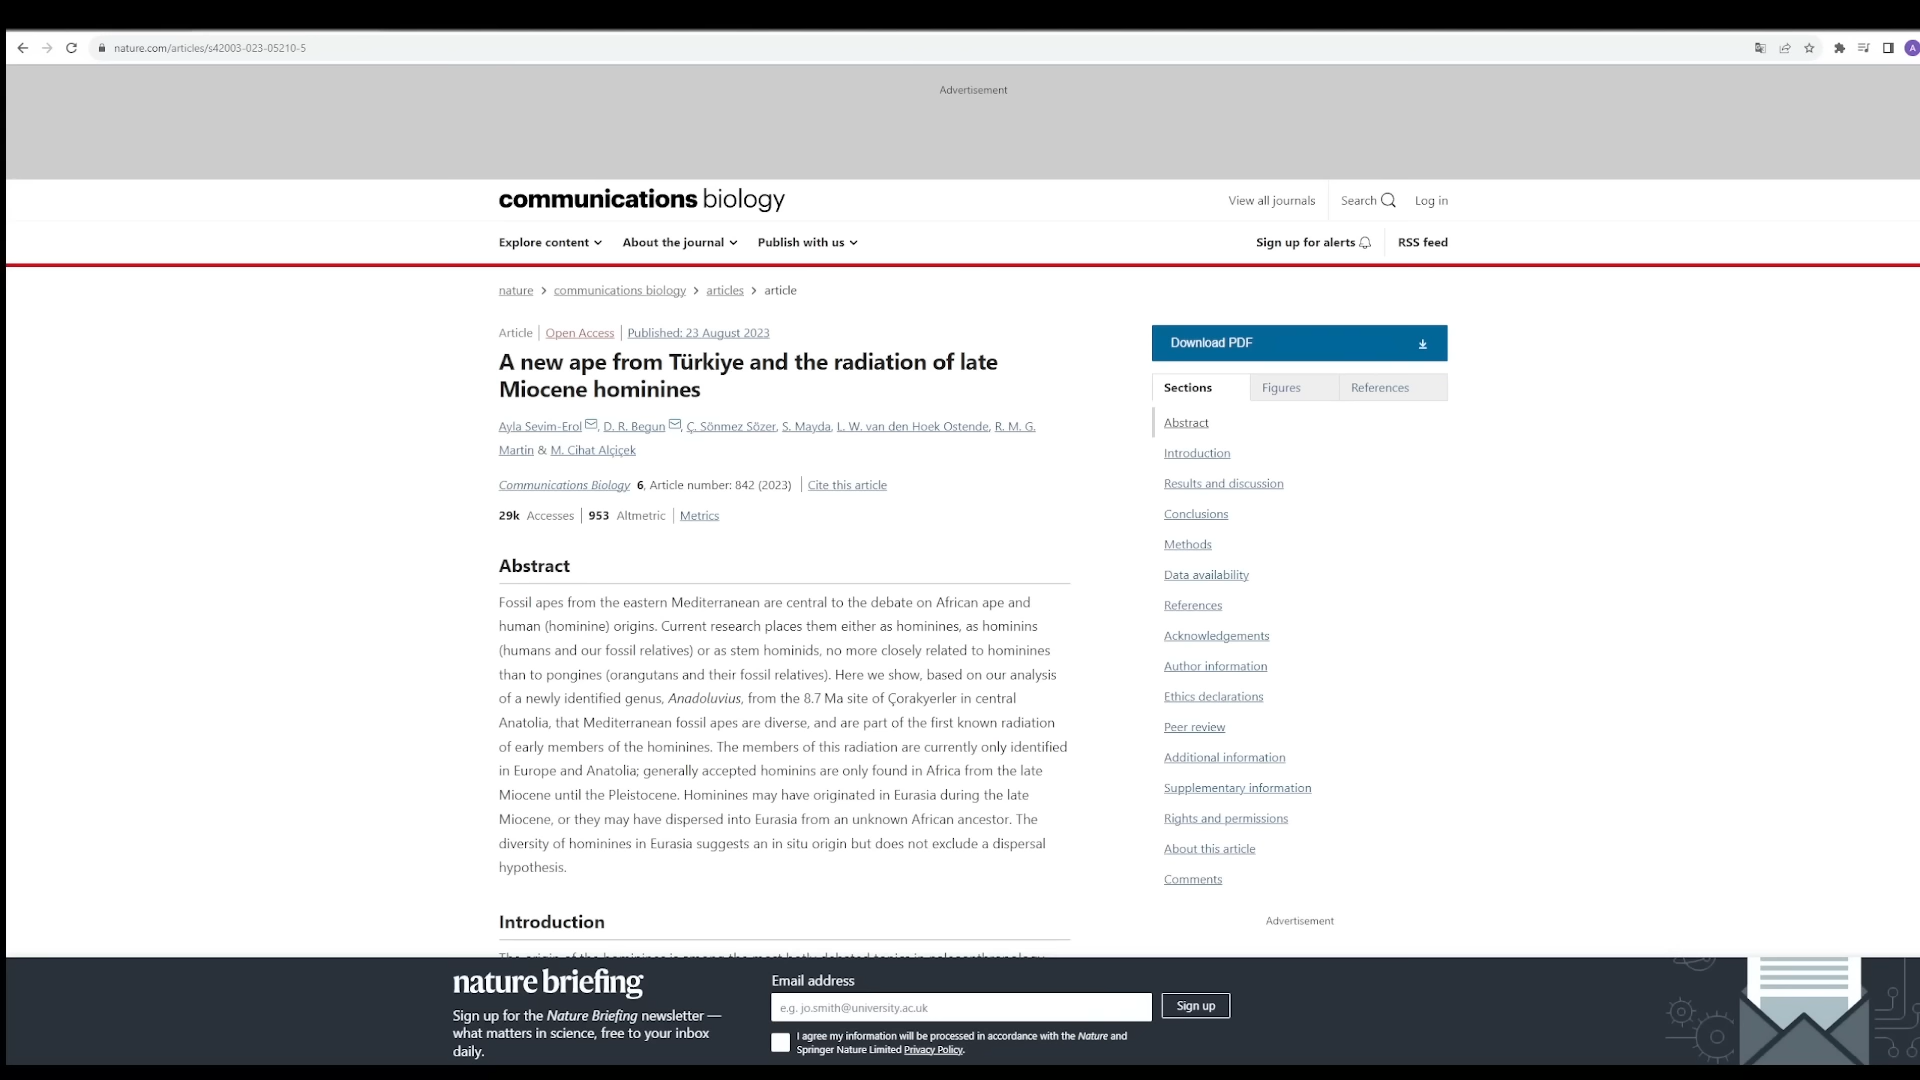 nature.com/articles/s42003-023-05210-5
A
Advertisement
communications biology
View all journals
Search
Log in
Explore content
About the journal
Publish with us
Sign up for alerts
RSS feed
nature > communications biology > articles > article
Article | Open Access | Published: 23 August 2023
A new ape from Türkiye and the radiation of late
Miocene hominines
Ayla Sevim-Erol, D. R. Begun, Ç. Sönmez Sözer, S. Mayda, L. W. van den Hoek Ostende, R. M. G.
Martin & M. Cihat Alçiçek
Communications Biology 6, Article number: 842 (2023) | Cite this article
29k Accesses | 953 Altmetric | Metrics
Abstract
Fossil apes from the eastern Mediterranean are central to the debate on African ape and
human (hominine) origins. Current research places them either as hominines, as hominins
(humans and our fossil relatives) or as stem hominids, no more closely related to hominines
than to pongines (orangutans and their fossil relatives). Here we show, based on our analysis
of a newly identified genus, Anadoluvius, from the 8.7 Ma site of Çorakyerler in central
Anatolia, that Mediterranean fossil apes are diverse, and are part of the first known radiation
of early members of the hominines. The members of this radiation are currently only identified
in Europe and Anatolia; generally accepted hominins are only found in Africa from the late
Miocene until the Pleistocene. Hominines may have originated in Eurasia during the late
Miocene, or they may have dispersed into Eurasia from an unknown African ancestor. The
diversity of hominines in Eurasia suggests an in situ origin but does not exclude a dispersal
hypothesis.
Introduction
The origin of the hominines is among the most hotly debated topics in paleoanthropology.
Download PDF
Sections
Figures
References
Abstract
Introduction
Results and discussion
Conclusions
Methods
Data availability
References
Acknowledgements
Author information
Ethics declarations
Peer review
Additional information
Supplementary information
Rights and permissions
About this article
Comments
Advertisement
nature briefing
Sign up for the Nature Briefing newsletter —
what matters in science, free to your inbox
daily.
Email address
e.g. jo.smith@university.ac.uk
Sign up
I agree my information will be processed in accordance with the Nature and
Springer Nature Limited Privacy Policy.